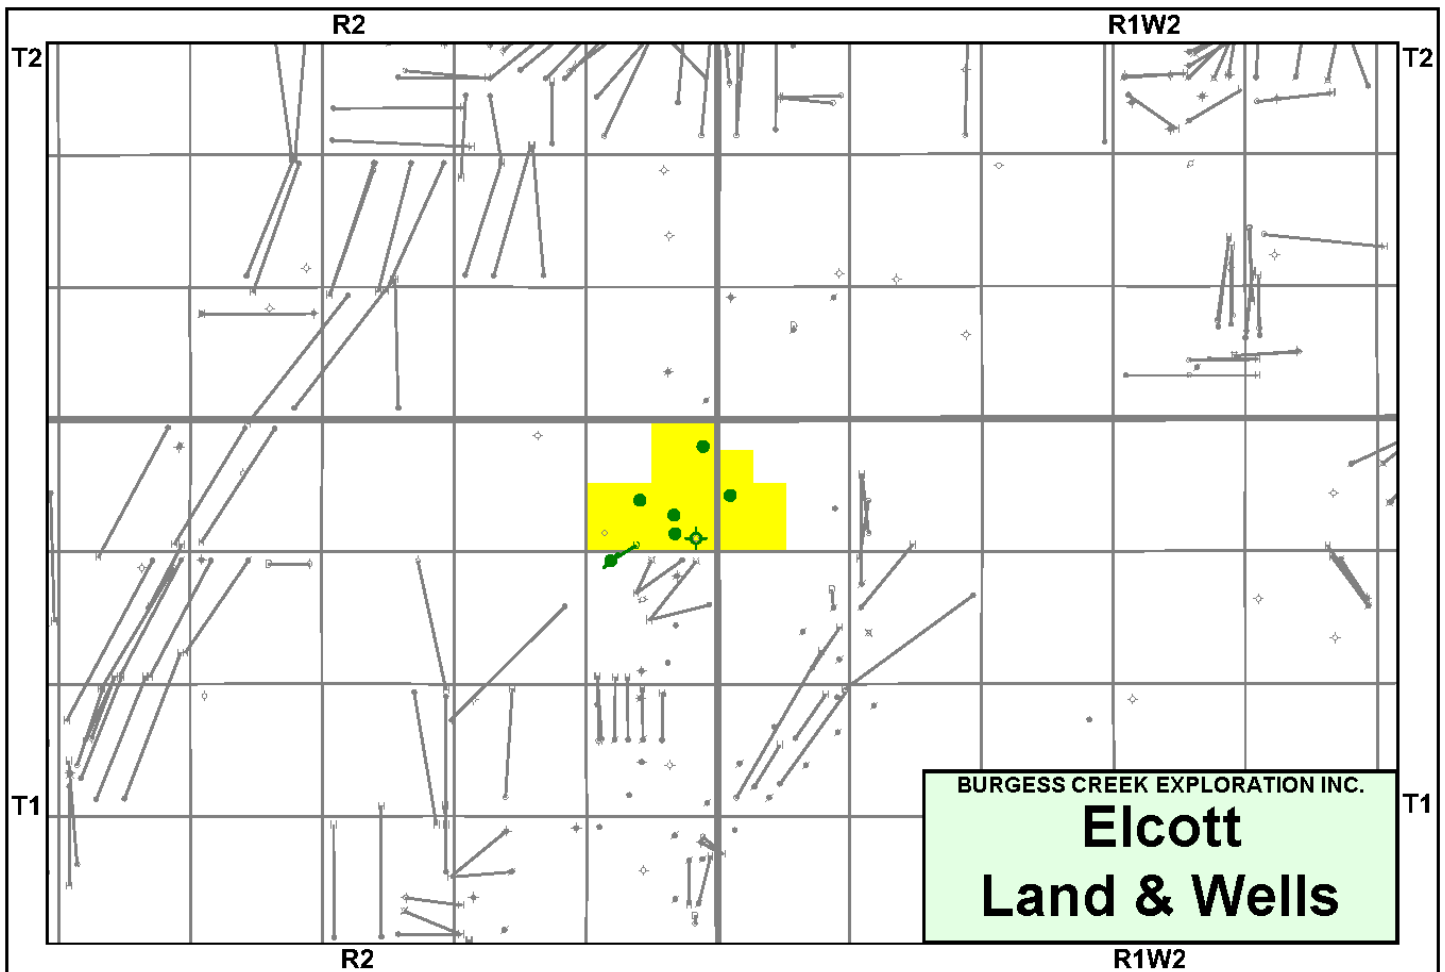 R2 R1W2
T2 T2
T1 T1
BURGESS CREEK EXPLORATION INC.
Elcott
Land & Wells
R2 R1W2